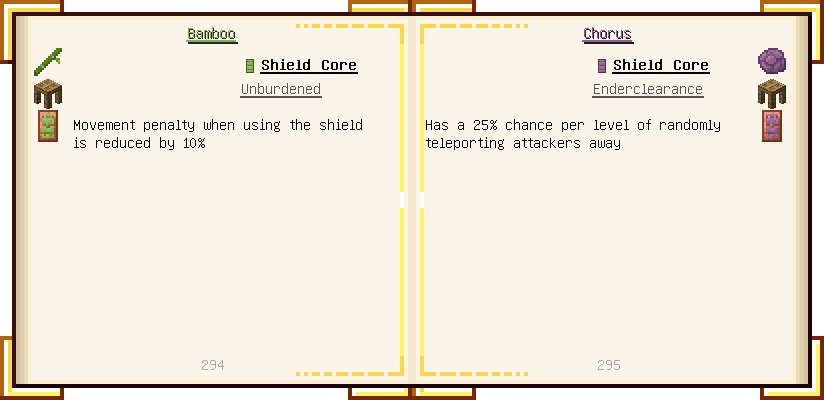 Bamboo
Shield Core
Unburdened
Movement penalty when using the shield
is reduced by 10%
294
Chorus
Shield Core
Enderclearance
Has a 25% chance per level of randomly
teleporting attackers away
295